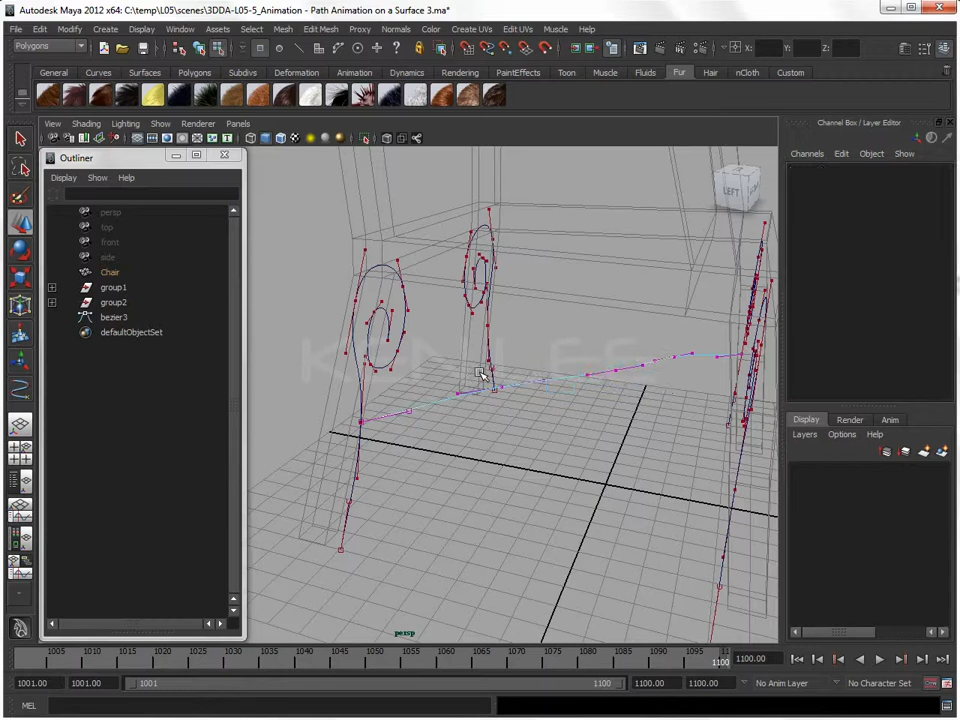 Autodesk Maya 2012 x64: C:\temp\L05\scenes\3DDA-L05-5_Animation - Path Animation on a Surface 3.ma*
File Edit Modify Create Display Window Assets Select Mesh Edit Mesh Proxy Normals Color Create UVs Edit UVs Muscle Help
Polygons X: Y: Z:
General Curves Surfaces Polygons Subdivs Deformation Animation Dynamics Rendering PaintEffects Toon Muscle Fluids Fur Hair nCloth Custom
View Shading Lighting Show Renderer Panels
Channel Box / Layer Editor
Channels Edit Object Show
Outliner
Display Show Help
persp
top
front
side
Chair
group1
group2
bezier3
defaultObjectSet
LEFT
KEN LEE
persp
Display Render Anim
Layers Options Help
1005 1010 1015 1020 1025 1030 1035 1040 1045 1050 1055 1060 1065 1070 1075 1080 1085 1090 1095 11
1100 1100.00
1001.00 1001.00 1001 1100 1100.00 1100.00 No Anim Layer No Character Set
MEL